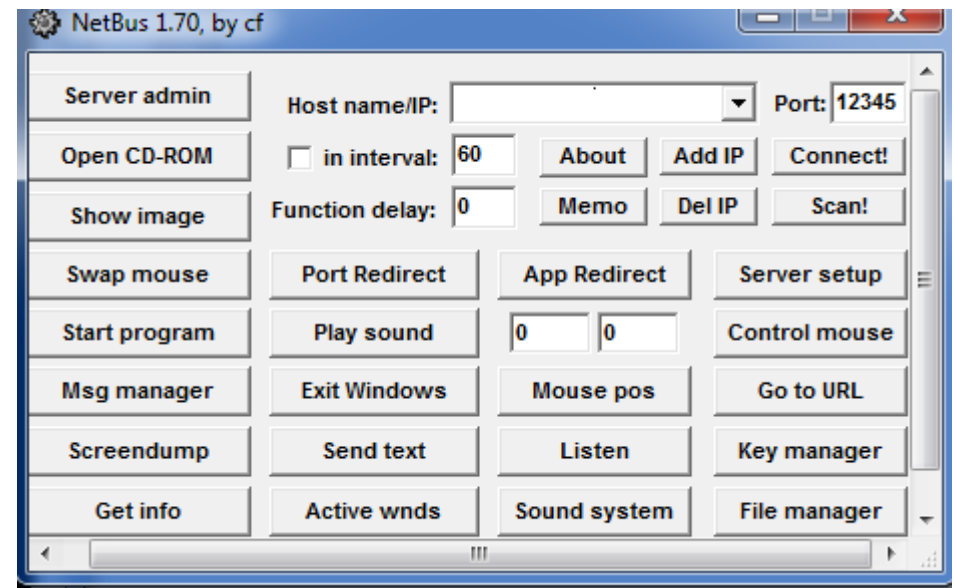 NetBus 1.70, by cf
Server admin
Host name/IP: Port: 12345
Open CD-ROM in interval: 60 About Add IP Connect!
Show image Function delay: 0 Memo Del IP Scan!
Swap mouse Port Redirect App Redirect Server setup
Start program Play sound 0 0 Control mouse
Msg manager Exit Windows Mouse pos Go to URL
Screendump Send text Listen Key manager
Get info Active wnds Sound system File manager